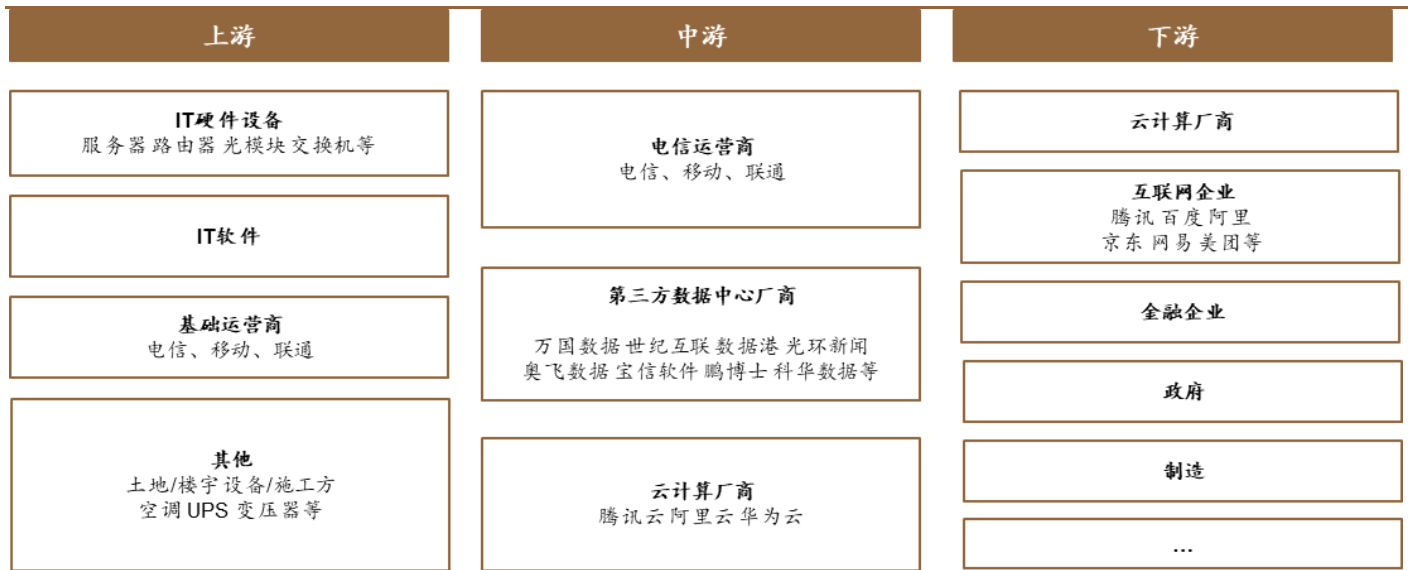 上游
IT硬件设备
服务器 路由器 光模块 交换机等
IT软件
基础运营商
电信、移动、联通
其他
土地/楼宇 设备/施工方
空调 UPS 变压器等
中游
电信运营商
电信、移动、联通
第三方数据中心厂商
万国数据 世纪互联 数据港 光环新闻
奥飞数据 宝信软件 鹏博士 科华数据等
云计算厂商
腾讯云 阿里云 华为云
下游
云计算厂商
互联网企业
腾讯 百度 阿里
京东 网易 美团等
金融企业
政府
制造
...